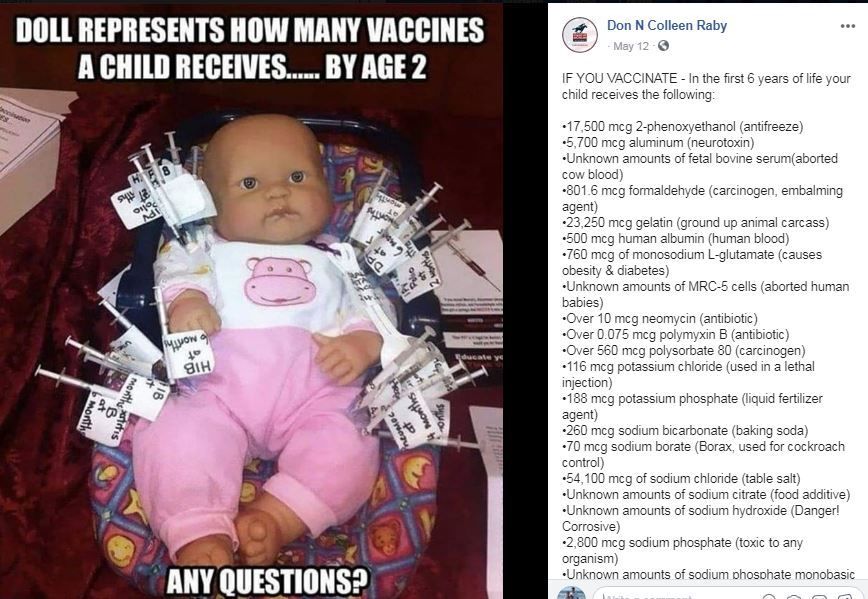 DOLL REPRESENTS HOW MANY VACCINES
A CHILD RECEIVES...... BY AGE 2
ANY QUESTIONS?
HIB
at
6 months
Educate yo
Don N Colleen Raby
May 12
IF YOU VACCINATE - In the first 6 years of life your
child receives the following:
•17,500 mcg 2-phenoxyethanol (antifreeze)
•5,700 mcg aluminum (neurotoxin)
•Unknown amounts of fetal bovine serum(aborted
cow blood)
•801.6 mcg formaldehyde (carcinogen, embalming
agent)
•23,250 mcg gelatin (ground up animal carcass)
•500 mcg human albumin (human blood)
•760 mcg of monosodium L-glutamate (causes
obesity & diabetes)
•Unknown amounts of MRC-5 cells (aborted human
babies)
•Over 10 mcg neomycin (antibiotic)
•Over 0.075 mcg polymyxin B (antibiotic)
•Over 560 mcg polysorbate 80 (carcinogen)
•116 mcg potassium chloride (used in a lethal
injection)
•188 mcg potassium phosphate (liquid fertilizer
agent)
•260 mcg sodium bicarbonate (baking soda)
•70 mcg sodium borate (Borax, used for cockroach
control)
•54,100 mcg of sodium chloride (table salt)
•Unknown amounts of sodium citrate (food additive)
•Unknown amounts of sodium hydroxide (Danger!
Corrosive)
•2,800 mcg sodium phosphate (toxic to any
organism)
•Unknown amounts of sodium phosphate monobasic
Write a comment